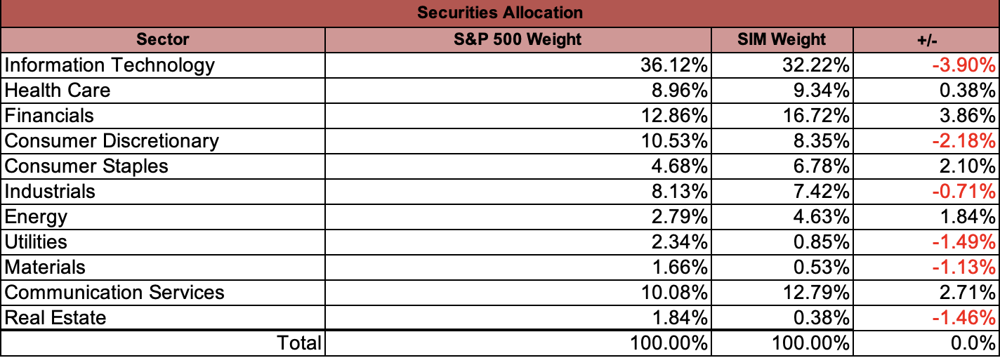 Securities Allocation
Sector S&P 500 Weight SIM Weight +/-
Information Technology 36.12% 32.22% -3.90%
Health Care 8.96% 9.34% 0.38%
Financials 12.86% 16.72% 3.86%
Consumer Discretionary 10.53% 8.35% -2.18%
Consumer Staples 4.68% 6.78% 2.10%
Industrials 8.13% 7.42% -0.71%
Energy 2.79% 4.63% 1.84%
Utilities 2.34% 0.85% -1.49%
Materials 1.66% 0.53% -1.13%
Communication Services 10.08% 12.79% 2.71%
Real Estate 1.84% 0.38% -1.46%
Total 100.00% 100.00% 0.0%